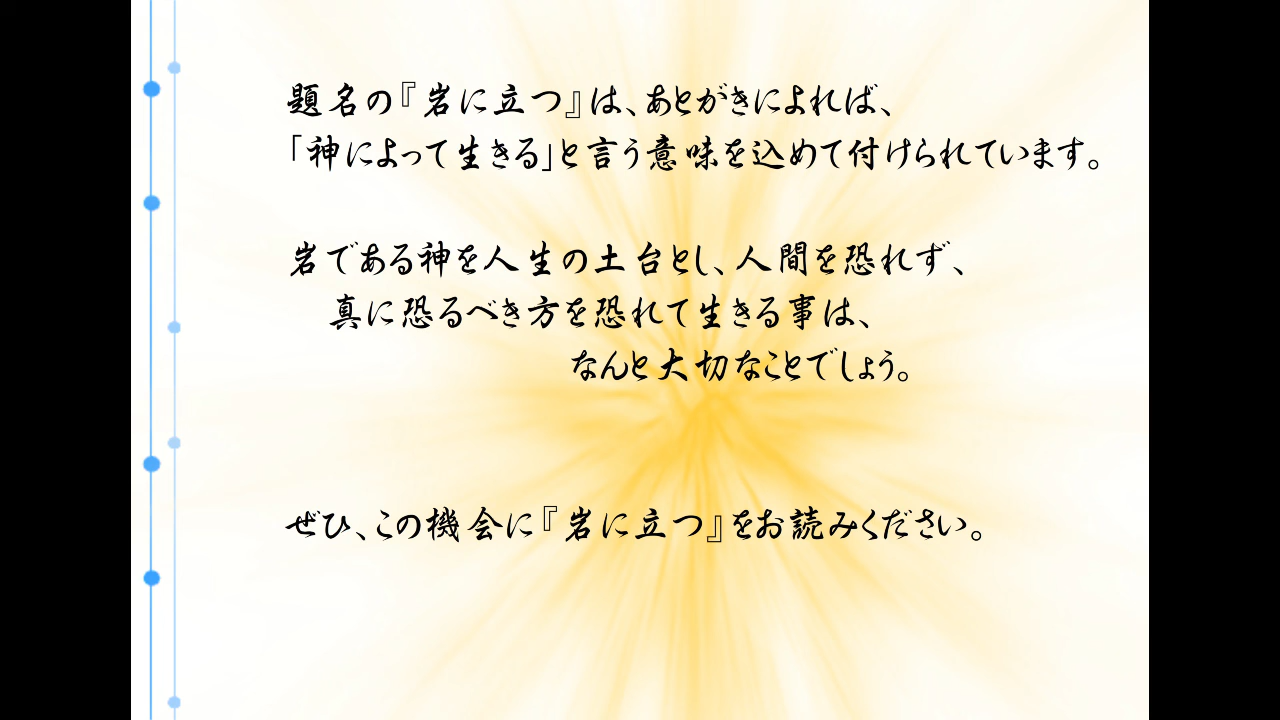 題名の『岩に立つ』は、あとがきによれば、
「神によって生きる」と言う意味を込めて付けられています。
岩である神を人生の土台とし、人間を恐れず、
真に恐るべき方を恐れて生きる事は、
なんと大切なことでしょう。
ぜひ、この機会に『岩に立つ』をお読みください。